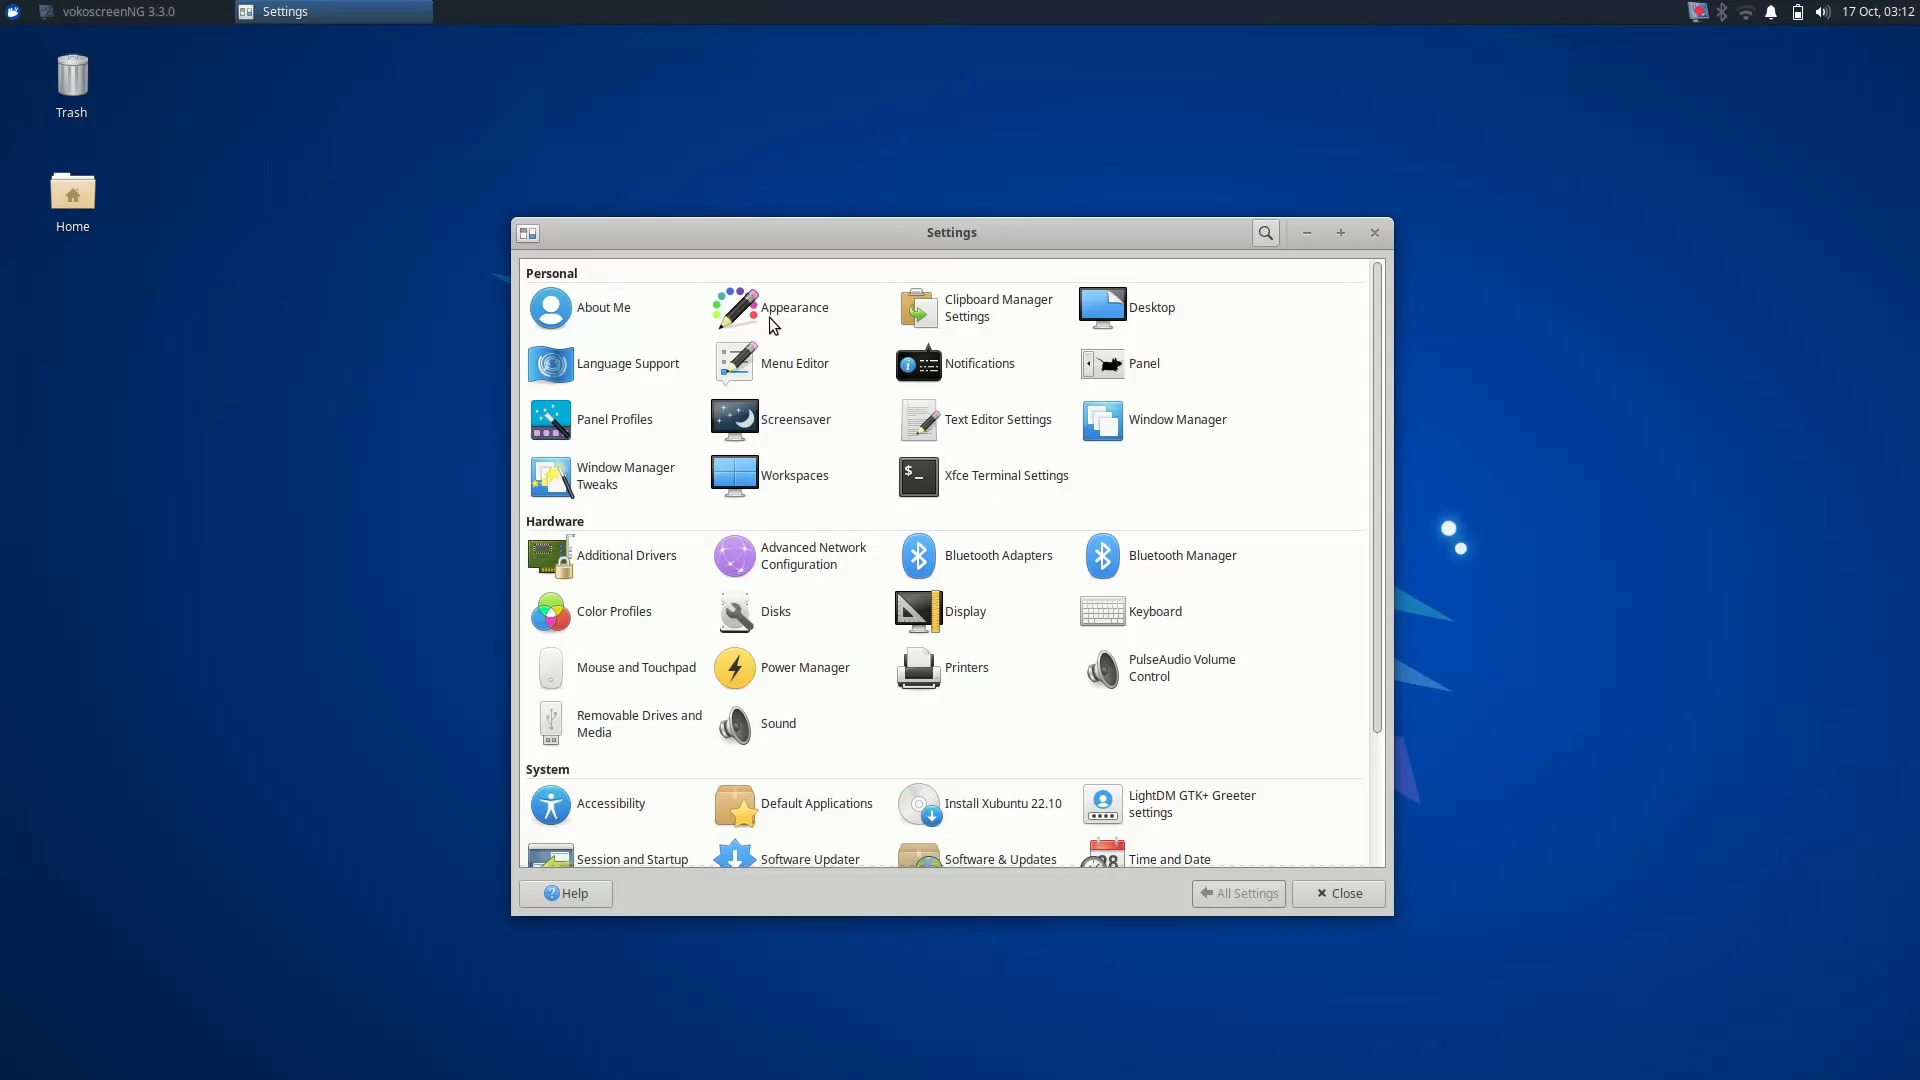 vokoscreenNG 3.3.0
Settings
17 Oct, 03:12
Trash
Home
Settings
Personal
About Me
Appearance
Clipboard Manager
Settings
Desktop
Language Support
Menu Editor
Notifications
Panel
Panel Profiles
Screensaver
Text Editor Settings
Window Manager
Window Manager
Tweaks
Workspaces
$_
Xfce Terminal Settings
Hardware
Additional Drivers
Advanced Network
Configuration
Bluetooth Adapters
Bluetooth Manager
Color Profiles
Disks
Display
Keyboard
Mouse and Touchpad
Power Manager
Printers
PulseAudio Volume
Control
Removable Drives and
Media
Sound
System
Accessibility
Default Applications
Install Xubuntu 22.10
LightDM GTK+ Greeter
settings
Session and Startup
Software Updater
Software & Updates
28
Time and Date
? Help
All Settings
Close